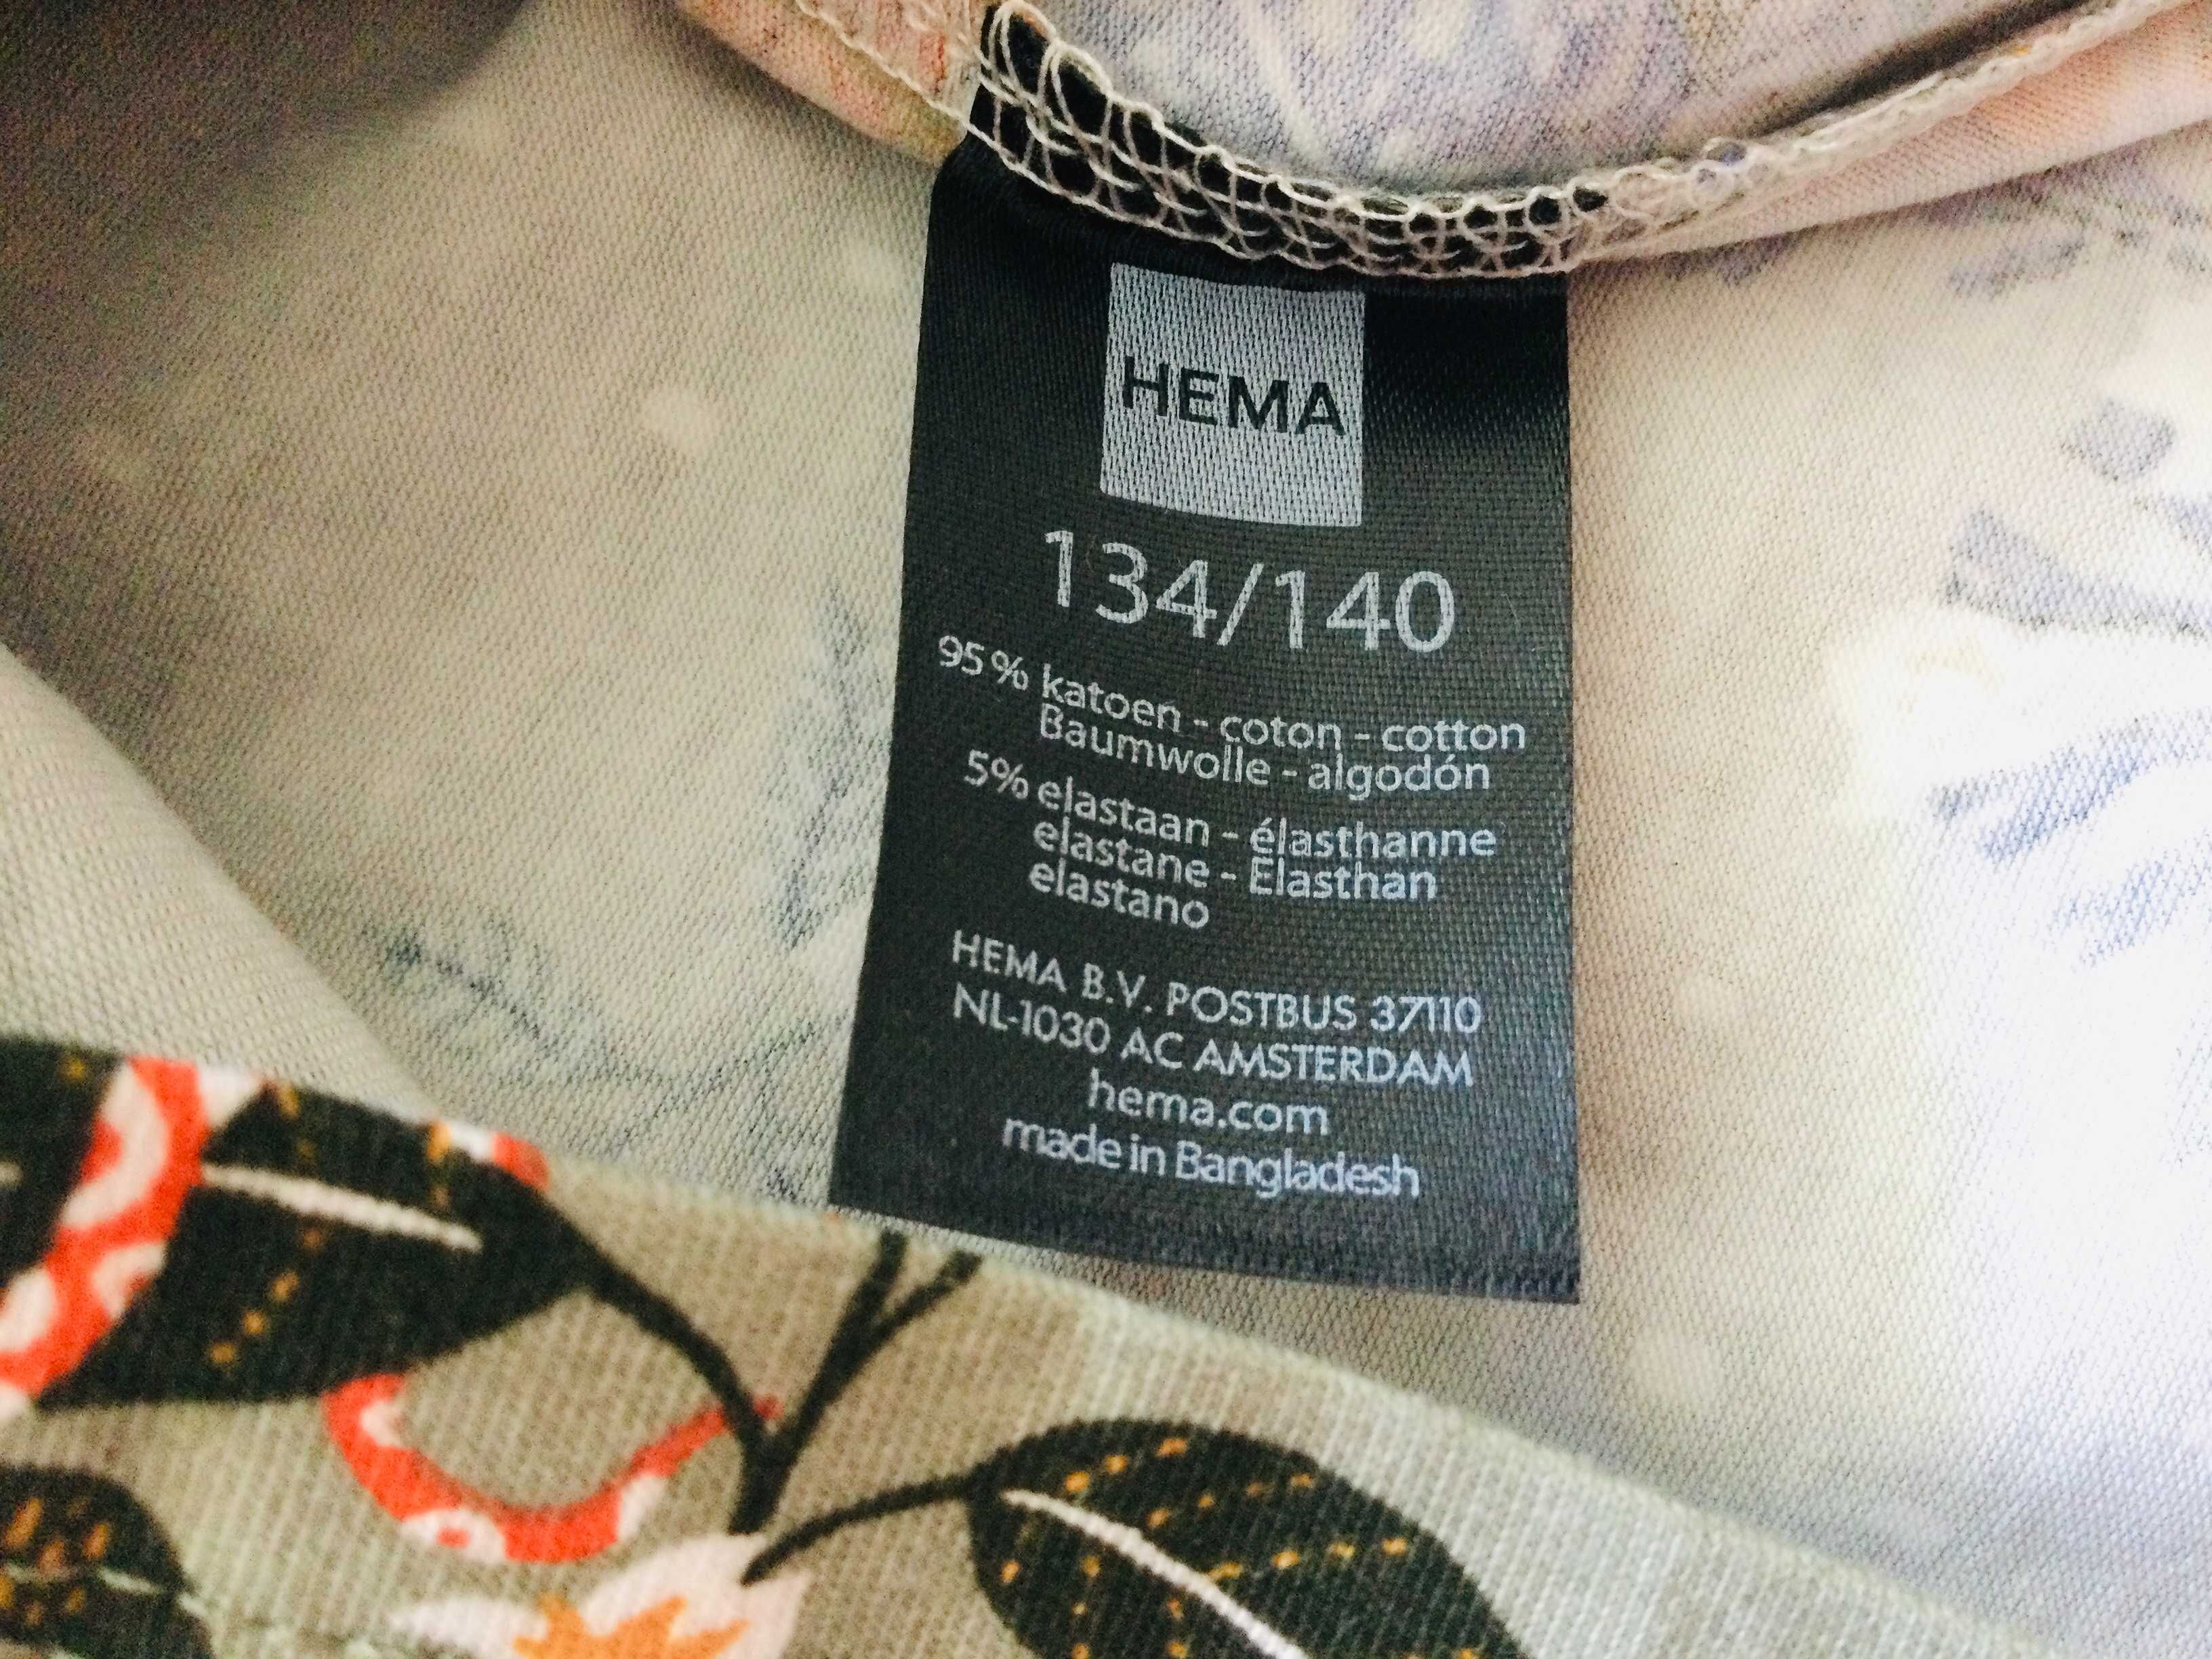 HEMA
134/140
95% katoen - coton - cotton
Baumwolle - algodón
5% elastaan - élasthanne
elastane - Elasthan
elastano
HEMA B.V. POSTBUS 37110
NL-1030 AC AMSTERDAM
hema.com
made in Bangladesh